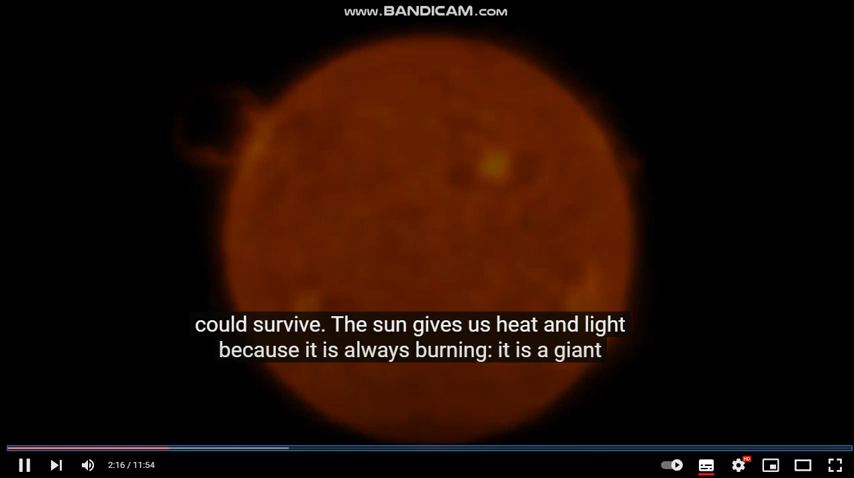 WWW.BANDICAM.COM
could survive. The sun gives us heat and light
because it is always burning: it is a giant
2:16 / 11:54
HD